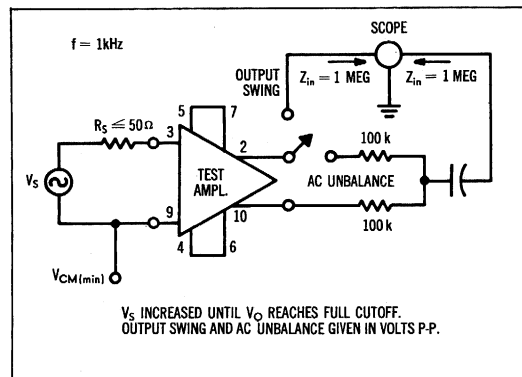 f = 1kHz
SCOPE
OUTPUT
SWING
Zin = 1 MEG
Zin = 1 MEG
RS ≤ 50Ω
5
7
3
2
100 k
VS
TEST
AMPL.
AC UNBALANCE
9
10
4
6
100 k
VCM(min)
VS INCREASED UNTIL VO REACHES FULL CUTOFF.
OUTPUT SWING AND AC UNBALANCE GIVEN IN VOLTS P-P.